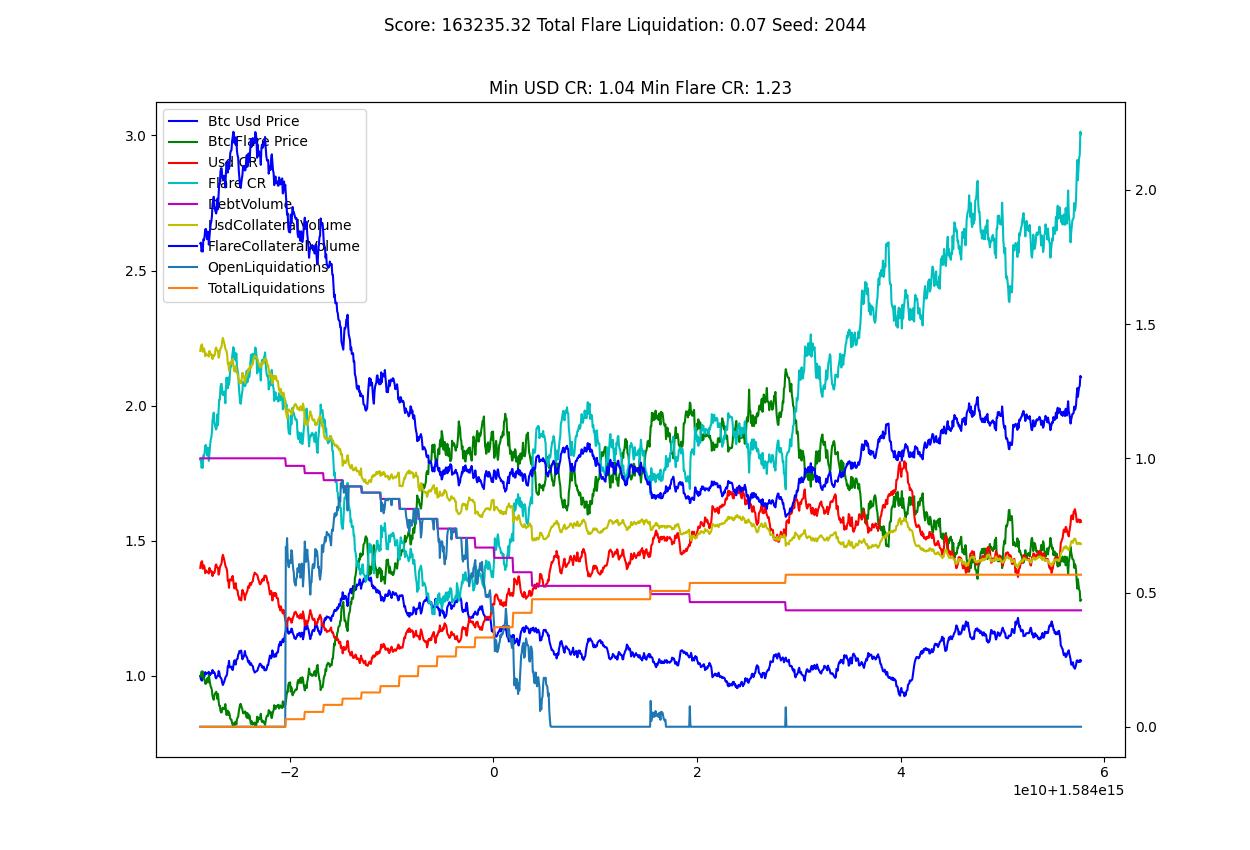 Score: 163235.32 Total Flare Liquidation: 0.07 Seed: 2044
Min USD CR: 1.04 Min Flare CR: 1.23
Btc Usd Price
Btc Flare Price
Usd CR
Flare CR
DebtVolume
UsdCollateralVolume
FlareCollateralVolume
OpenLiquidations
TotalLiquidations
3.0
2.5
2.0
1.5
1.0
2.0
1.5
1.0
0.5
0.0
−2
0
2
4
6
1e10+1.584e15